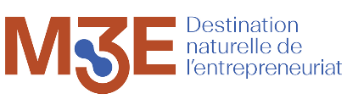 M3E
Destination
naturelle de
l'entrepreneuriat